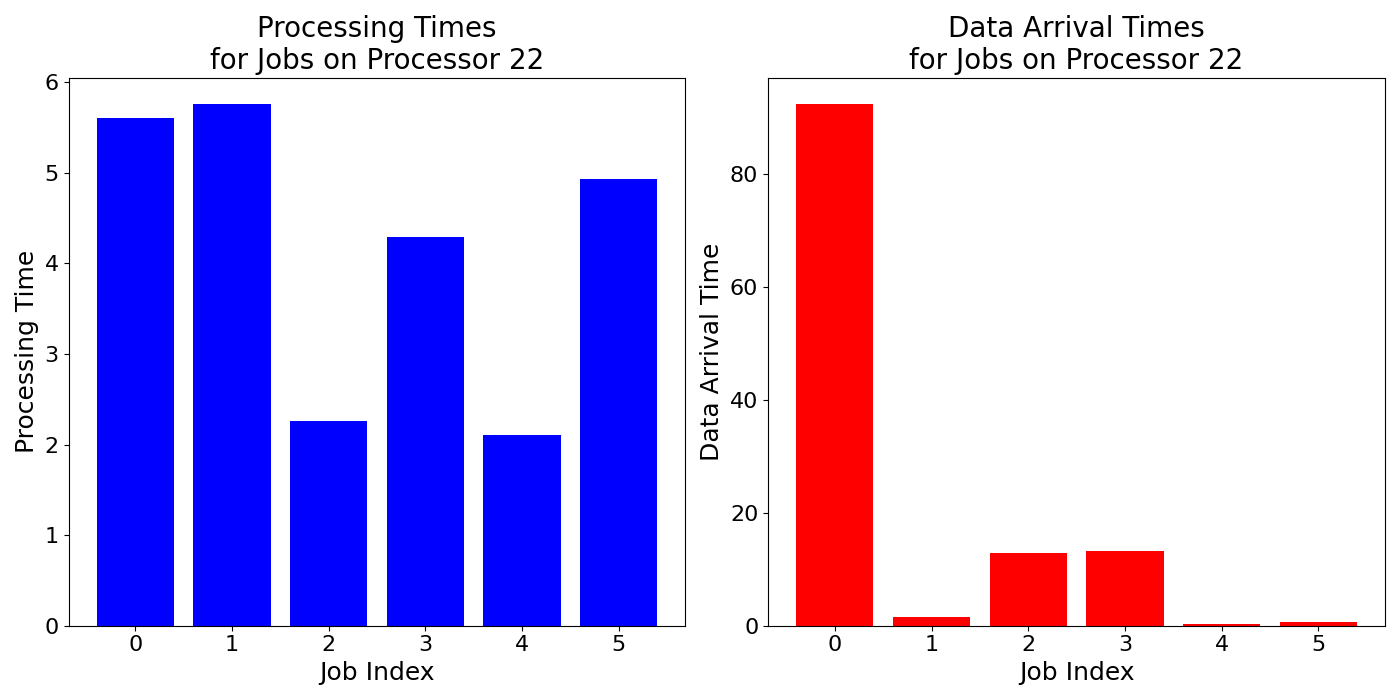 Processing Times
for Jobs on Processor 22
Processing Time
6
5
4
3
2
1
0
0 1 2 3 4 5
Job Index
Data Arrival Times
for Jobs on Processor 22
Data Arrival Time
80
60
40
20
0
0 1 2 3 4 5
Job Index